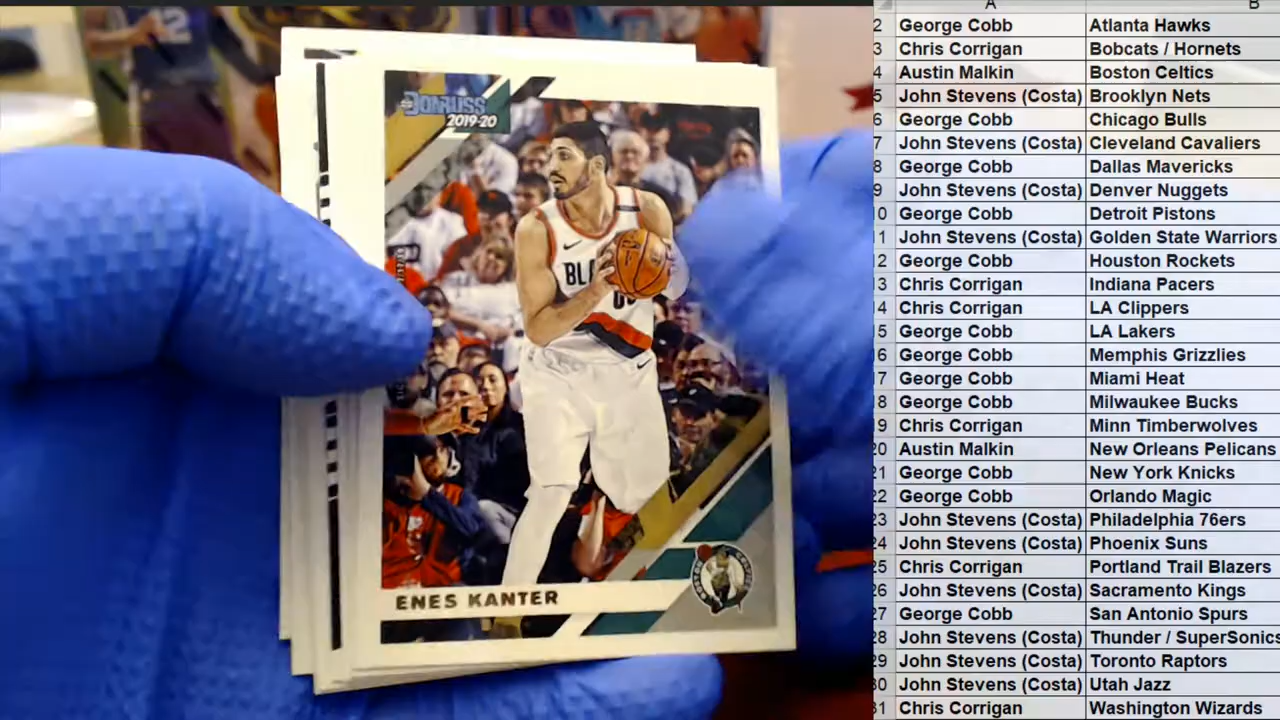 DONRUSS
2019-20
BLA
ENES KANTER
A B
2 George Cobb Atlanta Hawks
3 Chris Corrigan Bobcats / Hornets
4 Austin Malkin Boston Celtics
5 John Stevens (Costa) Brooklyn Nets
6 George Cobb Chicago Bulls
7 John Stevens (Costa) Cleveland Cavaliers
8 George Cobb Dallas Mavericks
9 John Stevens (Costa) Denver Nuggets
10 George Cobb Detroit Pistons
11 John Stevens (Costa) Golden State Warriors
12 George Cobb Houston Rockets
13 Chris Corrigan Indiana Pacers
14 Chris Corrigan LA Clippers
15 George Cobb LA Lakers
16 George Cobb Memphis Grizzlies
17 George Cobb Miami Heat
18 George Cobb Milwaukee Bucks
19 Chris Corrigan Minn Timberwolves
20 Austin Malkin New Orleans Pelicans
21 George Cobb New York Knicks
22 George Cobb Orlando Magic
23 John Stevens (Costa) Philadelphia 76ers
24 John Stevens (Costa) Phoenix Suns
25 Chris Corrigan Portland Trail Blazers
26 John Stevens (Costa) Sacramento Kings
27 George Cobb San Antonio Spurs
28 John Stevens (Costa) Thunder / SuperSonics
29 John Stevens (Costa) Toronto Raptors
30 John Stevens (Costa) Utah Jazz
31 Chris Corrigan Washington Wizards